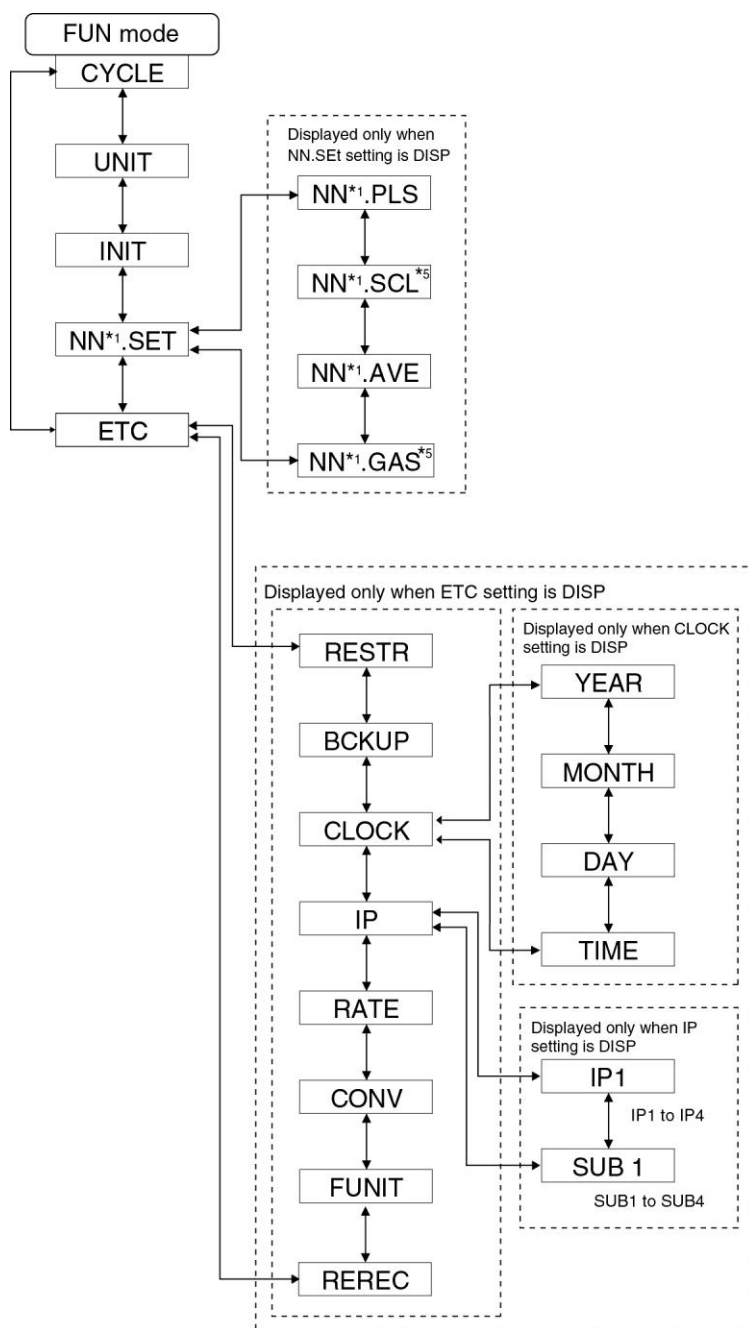 FUN mode
CYCLE
UNIT
INIT
NN*1.SET
ETC
Displayed only when
NN.SEt setting is DISP
NN*1.PLS
NN*1.SCL*5
NN*1.AVE
NN*1.GAS*5
Displayed only when ETC setting is DISP
RESTR
BCKUP
CLOCK
IP
RATE
CONV
FUNIT
REREC
Displayed only when CLOCK
setting is DISP
YEAR
MONTH
DAY
TIME
Displayed only when IP
setting is DISP
IP1
IP1 to IP4
SUB 1
SUB1 to SUB4